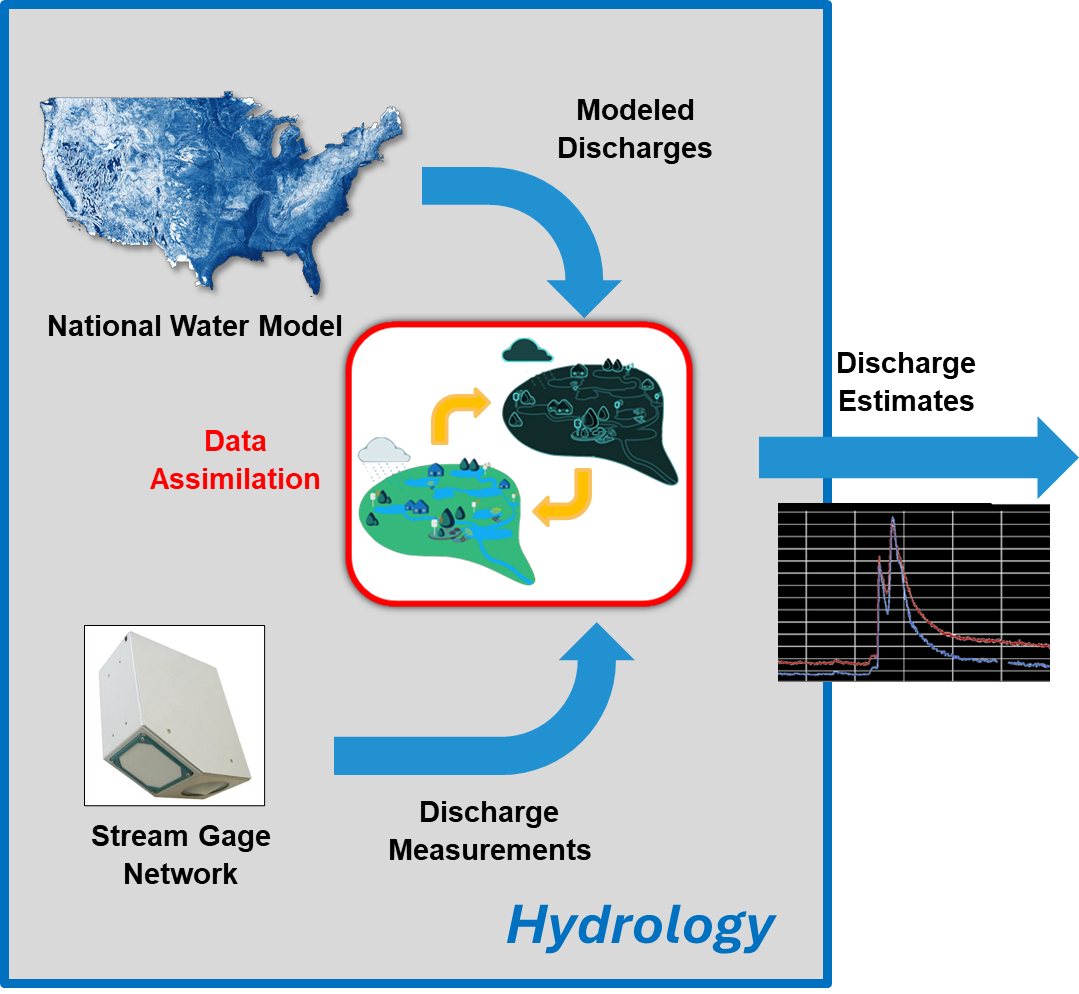 Modeled
Discharges
National Water Model
Discharge
Estimates
Data
Assimilation
Discharge
Measurements
Stream Gage
Network
Hydrology